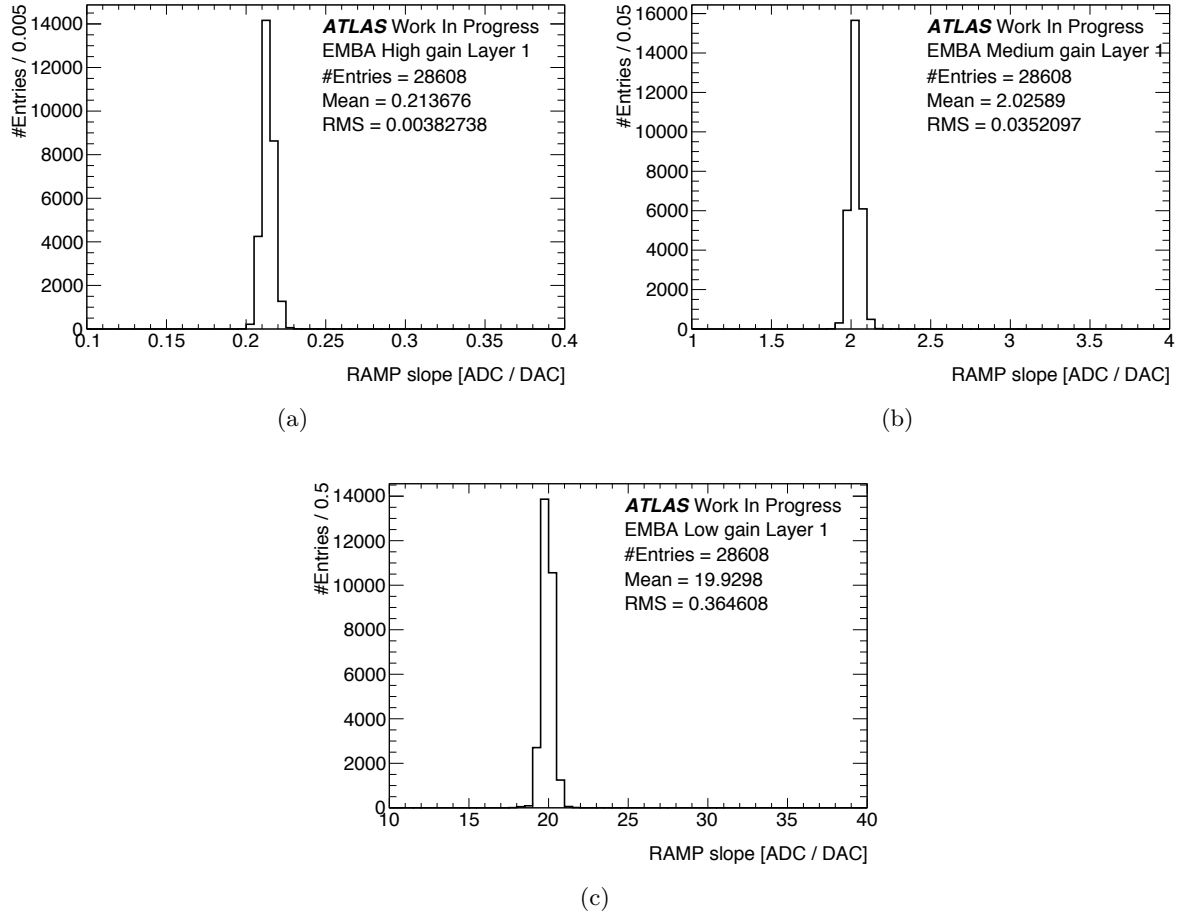 #Entries / 0.005
14000
12000
10000
8000
6000
4000
2000
0
0.1 0.15 0.2 0.25 0.3 0.35 0.4
RAMP slope [ADC / DAC]
ATLAS Work In Progress
EMBA High gain Layer 1
#Entries = 28608
Mean = 0.213676
RMS = 0.00382738
(a)
#Entries / 0.05
16000
14000
12000
10000
8000
6000
4000
2000
0
1 1.5 2 2.5 3 3.5 4
RAMP slope [ADC / DAC]
ATLAS Work In Progress
EMBA Medium gain Layer 1
#Entries = 28608
Mean = 2.02589
RMS = 0.0352097
(b)
#Entries / 0.5
14000
12000
10000
8000
6000
4000
2000
0
10 15 20 25 30 35 40
RAMP slope [ADC / DAC]
ATLAS Work In Progress
EMBA Low gain Layer 1
#Entries = 28608
Mean = 19.9298
RMS = 0.364608
(c)